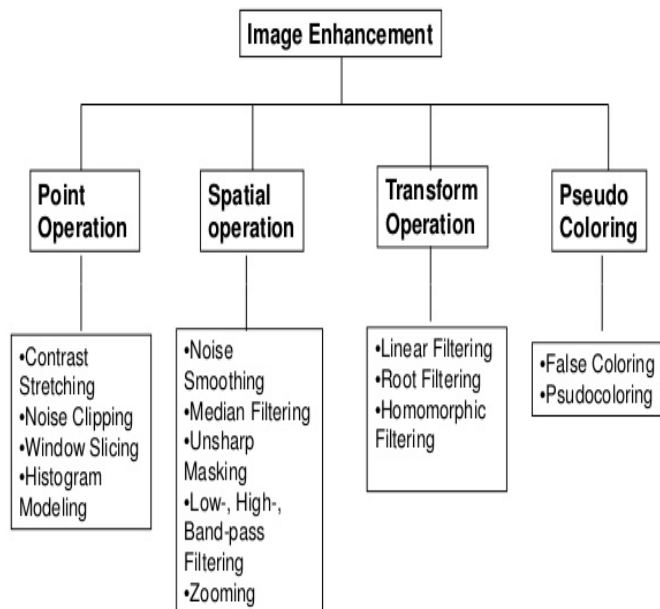 Image Enhancement
Point
Operation
Spatial
operation
Transform
Operation
Pseudo
Coloring
•Contrast
Stretching
•Noise Clipping
•Window Slicing
•Histogram
Modeling
•Noise
Smoothing
•Median Filtering
•Unsharp
Masking
•Low-, High-,
Band-pass
Filtering
•Zooming
•Linear Filtering
•Root Filtering
•Homomorphic
Filtering
•False Coloring
•Psudocoloring